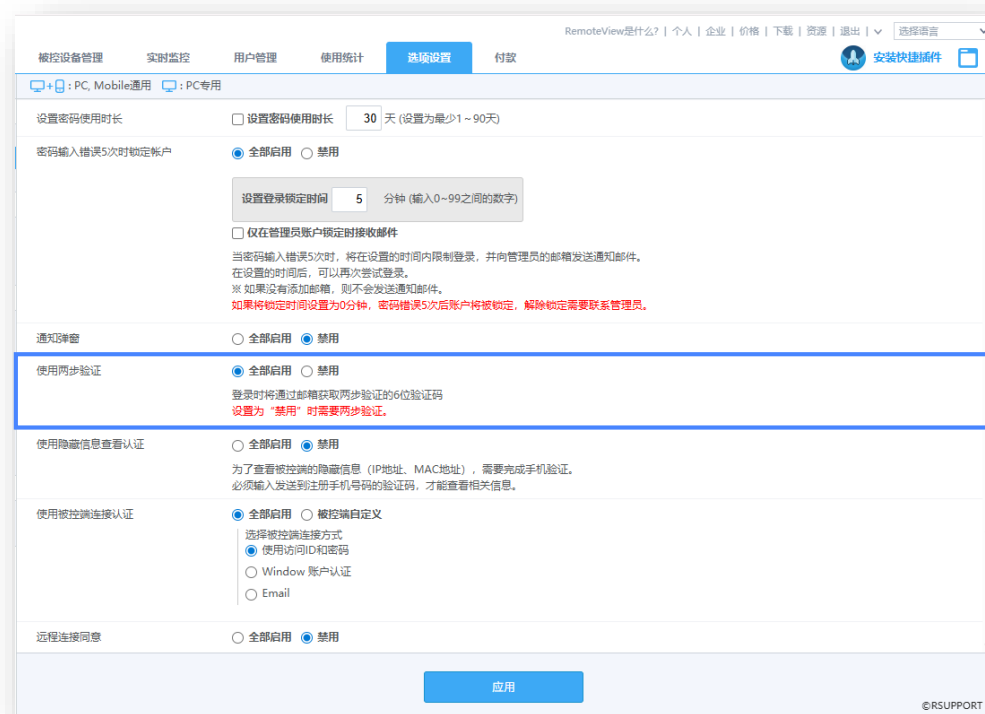 RemoteView是什么? | 个人 | 企业 | 价格 | 下载 | 资源 | 退出 | 选择语言
被控设备管理 实时监控 用户管理 使用统计 选项设置 付款 安装快捷插件
+ : PC, Mobile通用 : PC专用
设置密码使用时长 设置密码使用时长 30 天 (设置为最少1~90天)
密码输入错误5次时锁定帐户 全部启用 禁用
设置登录锁定时间 5 分钟 (输入0~99之间的数字)
仅在管理员账户锁定时接收邮件
当密码输入错误5次时，将在设置的时间内限制登录，并向管理员的邮箱发送通知邮件。
在设置的时间后，可以再次尝试登录。
※ 如果没有添加邮箱，则不会发送通知邮件。
如果将锁定时间设置为0分钟，密码错误5次后账户将被锁定，解除锁定需要联系管理员。
通知弹窗 全部启用 禁用
使用两步验证 全部启用 禁用
登录时将通过邮箱获取两步验证的6位验证码
设置为“禁用”时需要两步验证。
使用隐藏信息查看认证 全部启用 禁用
为了查看被控端的隐藏信息（IP地址、MAC地址），需要完成手机验证。
必须输入发送到注册手机号码的验证码，才能查看相关信息。
使用被控端连接认证 全部启用 被控端自定义
选择被控端连接方式
使用访问ID和密码
Window 账户认证
Email
远程连接同意 全部启用 禁用
应用
©RSUPPORT